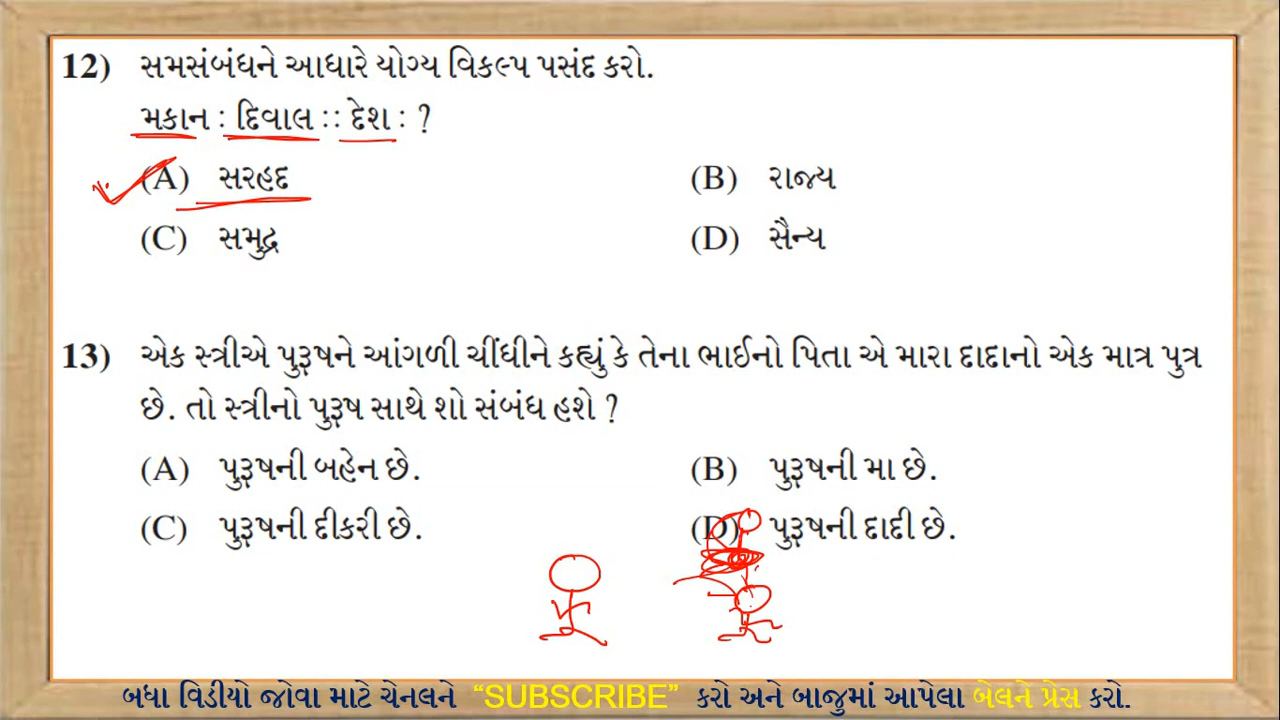 12) સમસંબંધને આધારે યોગ્ય વિકલ્પ પસંદ કરો.
મકાન : દિવાલ :: દેશ : ?
(A) સરહદ (B) રાજ્ય
(C) સમુદ્ર (D) સૈન્ય
13) એક સ્ત્રીએ પુરૂષને આંગળી ચીંધીને કહ્યું કે તેના ભાઈનો પિતા એ મારા દાદાનો એક માત્ર પુત્ર
છે. તો સ્ત્રીનો પુરૂષ સાથે શો સંબંધ હશે ?
(A) પુરૂષની બહેન છે. (B) પુરૂષની મા છે.
(C) પુરૂષની દીકરી છે. (D) પુરૂષની દાદી છે.
બધા વિડીયો જોવા માટે ચેનલને “SUBSCRIBE” કરો અને બાજુમાં આપેલા બેલને પ્રેસ કરો.